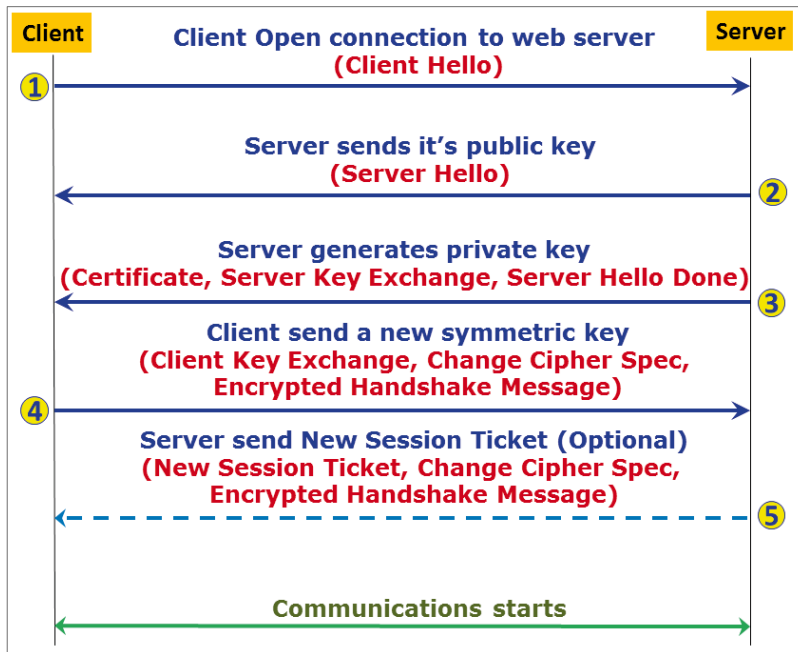 Client
Server
Client Open connection to web server
(Client Hello)
1
Server sends it’s public key
(Server Hello)
2
Server generates private key
(Certificate, Server Key Exchange, Server Hello Done)
3
Client send a new symmetric key
(Client Key Exchange, Change Cipher Spec,
Encrypted Handshake Message)
4
Server send New Session Ticket (Optional)
(New Session Ticket, Change Cipher Spec,
Encrypted Handshake Message)
5
Communications starts